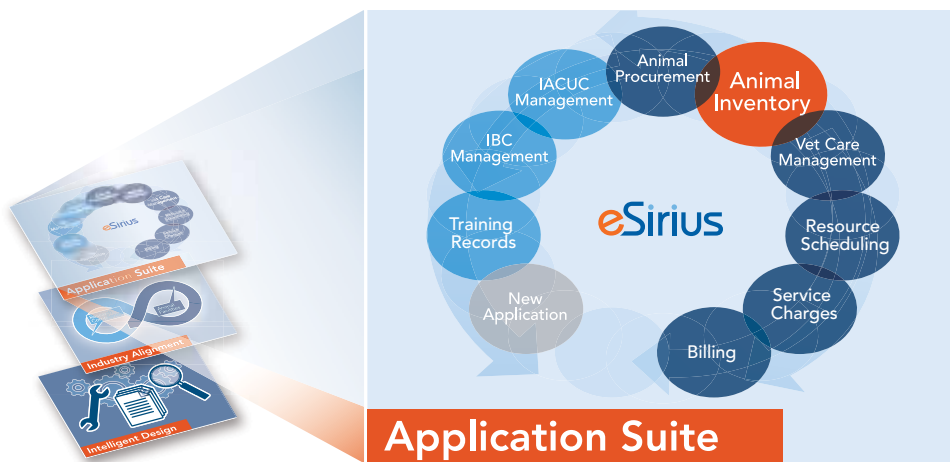 Animal
Procurement
Animal
Inventory
IACUC
Management
IBC
Management
Vet Care
Management
Training
Records
eSirius
Resource
Scheduling
New
Application
Service
Charges
Billing
Application Suite
eSirius
Application Suite
Industry Alignment
Intelligent Design